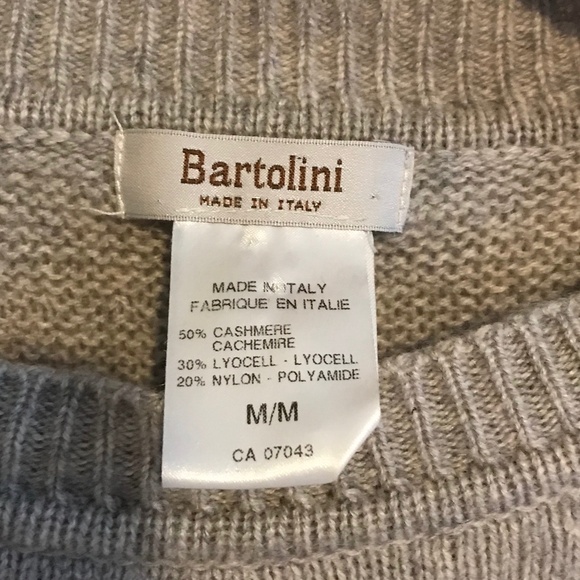 Bartolini
MADE IN ITALY
MADE IN ITALY
FABRIQUE EN ITALIE
50% CASHMERE
CACHEMIRE
30% LYOCELL - LYOCELL
20% NYLON - POLYAMIDE
M/M
CA 07043